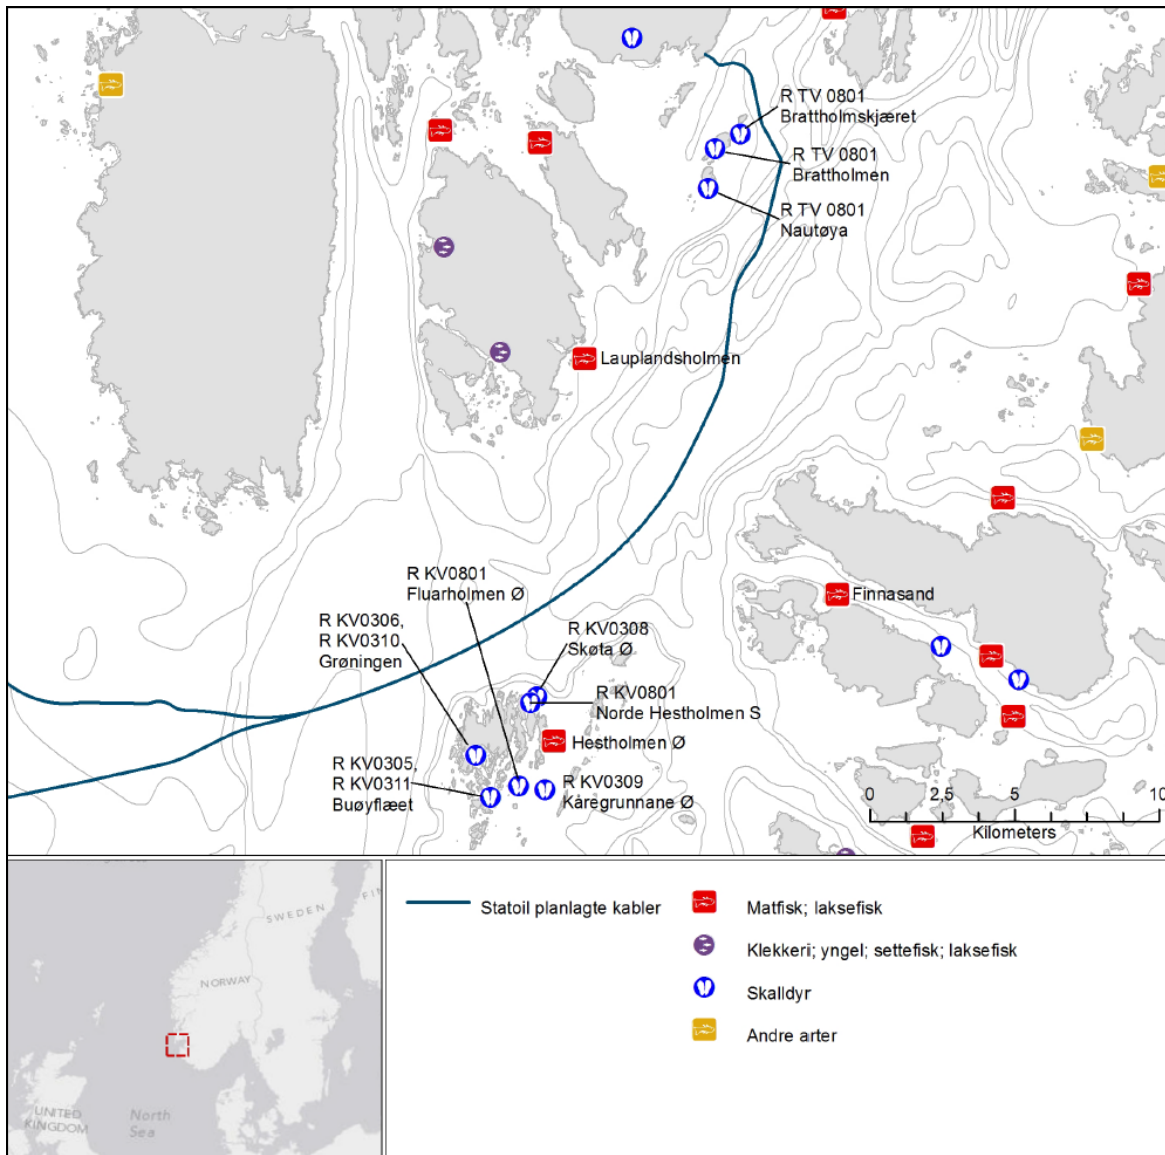 R TV 0801
Brattholmskjæret
R TV 0801
Brattholmen
R TV 0801
Nautøya
Lauplandsholmen
R KV0801
Fluarholmen Ø
Finnasand
R KV0306,
R KV0310
Grøningen
R KV0308
Skøta Ø
R KV0801
Norde Hestholmen S
Hestholmen Ø
R KV0305,
R KV0311
Buøyflæet
R KV0309
Kåregrunnane Ø
0 2,5 5 10
Kilometers
SWEDEN
NORWAY
UNITED
KINGDOM
North
Sea
Statoil planlagte kabler
Matfisk; laksefisk
Klekkeri; yngel; settefisk; laksefisk
Skalldyr
Andre arter